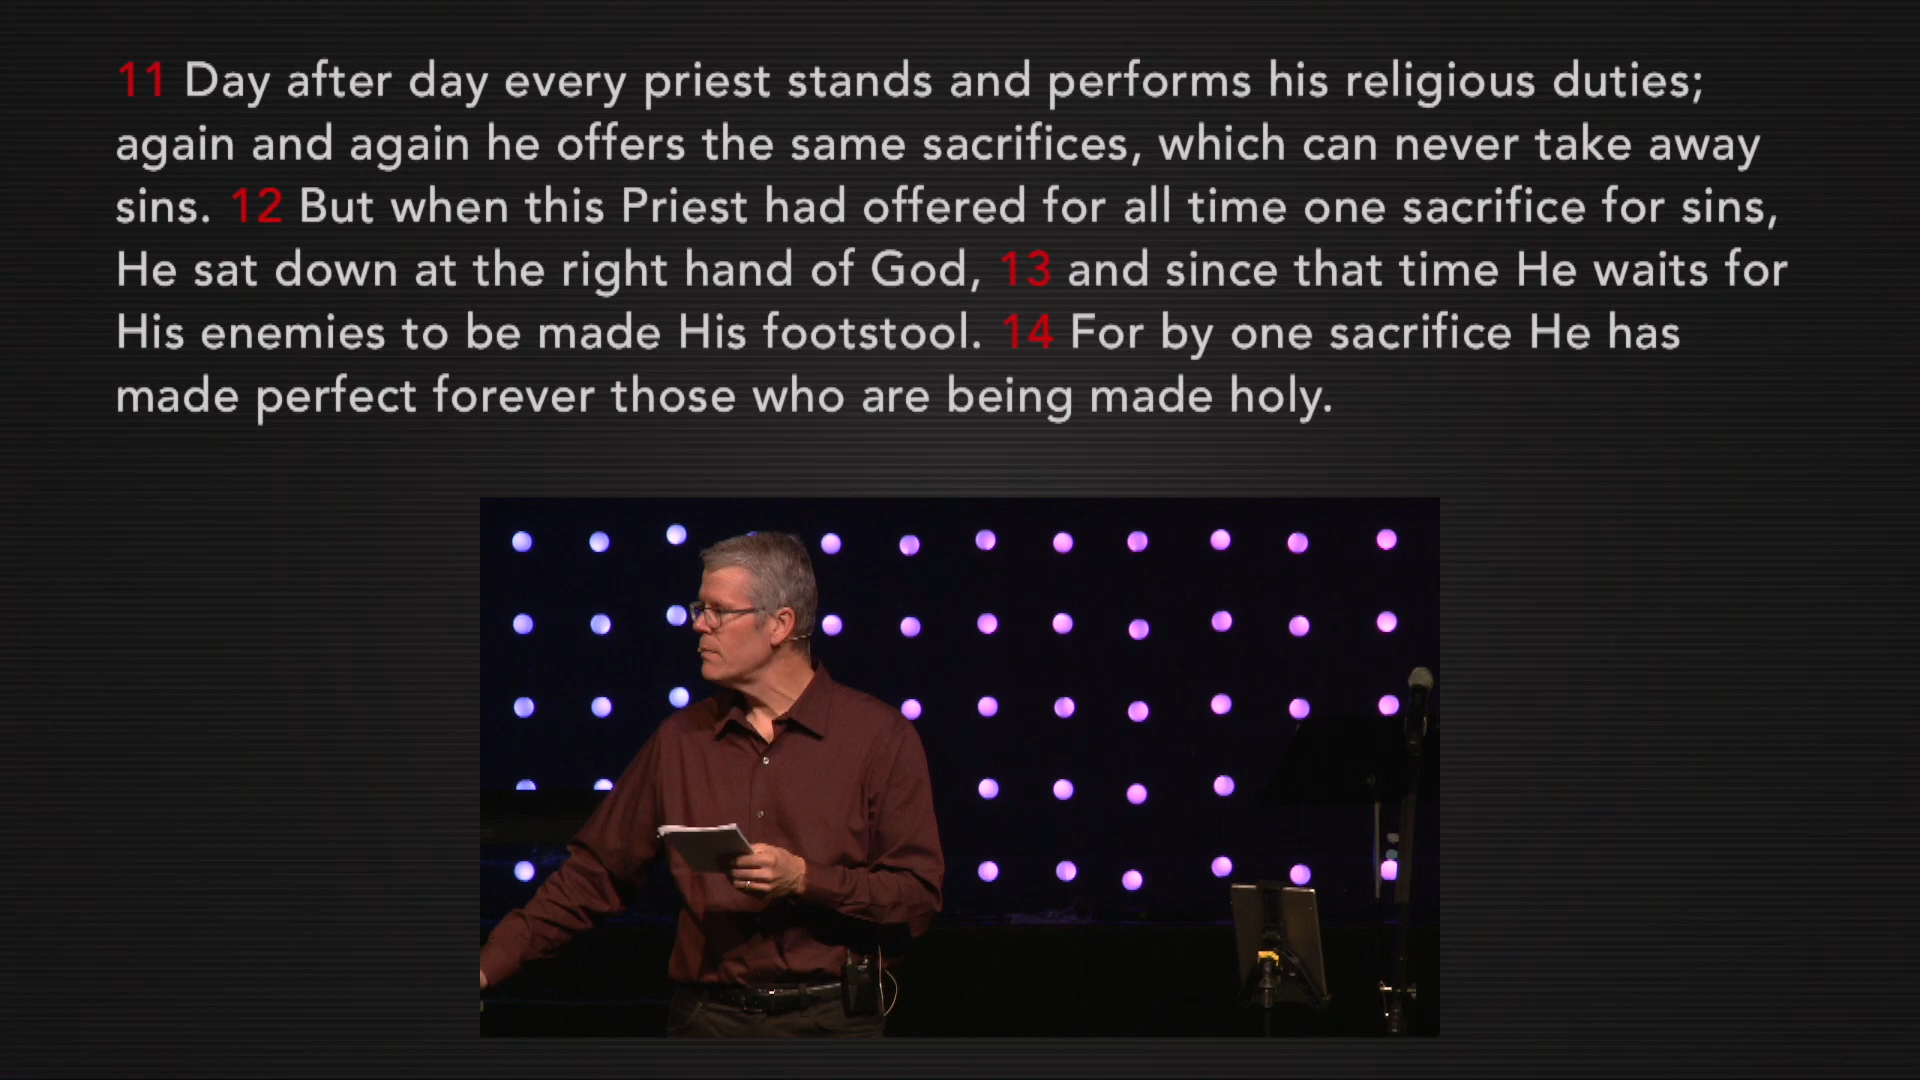 11 Day after day every priest stands and performs his religious duties;
again and again he offers the same sacrifices, which can never take away
sins. 12 But when this Priest had offered for all time one sacrifice for sins,
He sat down at the right hand of God, 13 and since that time He waits for
His enemies to be made His footstool. 14 For by one sacrifice He has
made perfect forever those who are being made holy.